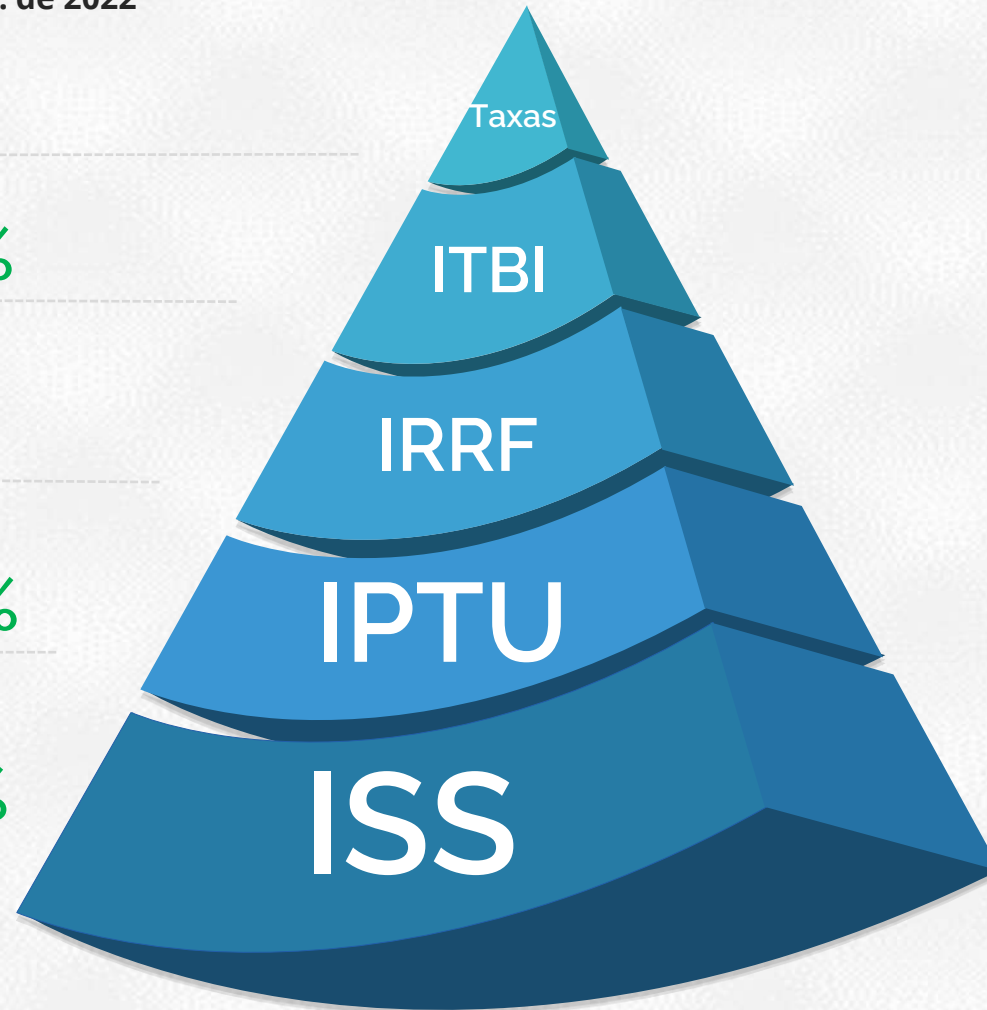 . de 2022
Taxas
%
ITBI
IRRF
%
IPTU
%
ISS